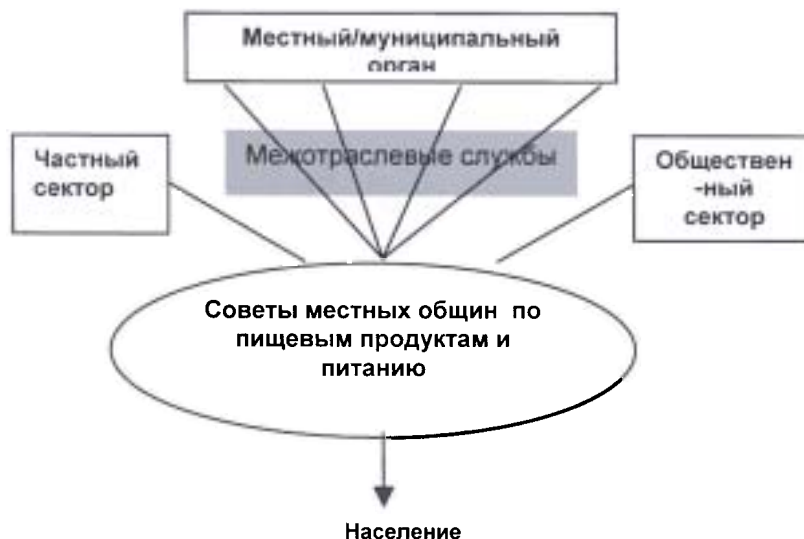 Местный/муниципальный
орган
Межотраслевые службы
Частный
сектор
Обществен
-ный
сектор
Советы местных общин по
пищевым продуктам и
питанию
Население